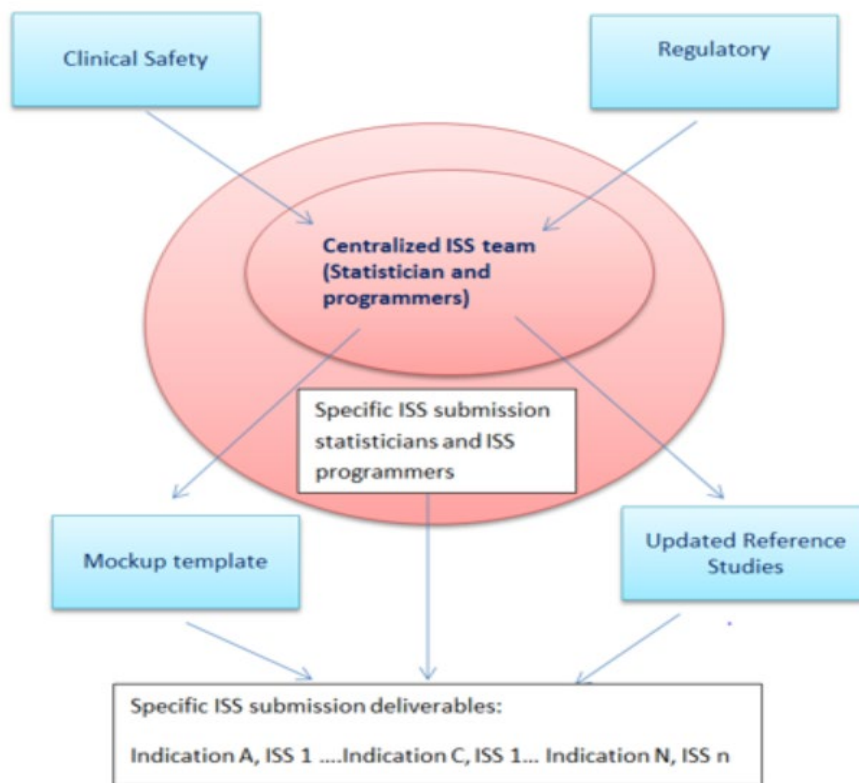 Clinical Safety
Regulatory
Centralized ISS team
(Statistician and
programmers)
Specific ISS submission
statisticians and ISS
programmers
Mockup template
Updated Reference
Studies
Specific ISS submission deliverables:
Indication A, ISS 1 ....Indication C, ISS 1... Indication N, ISS n